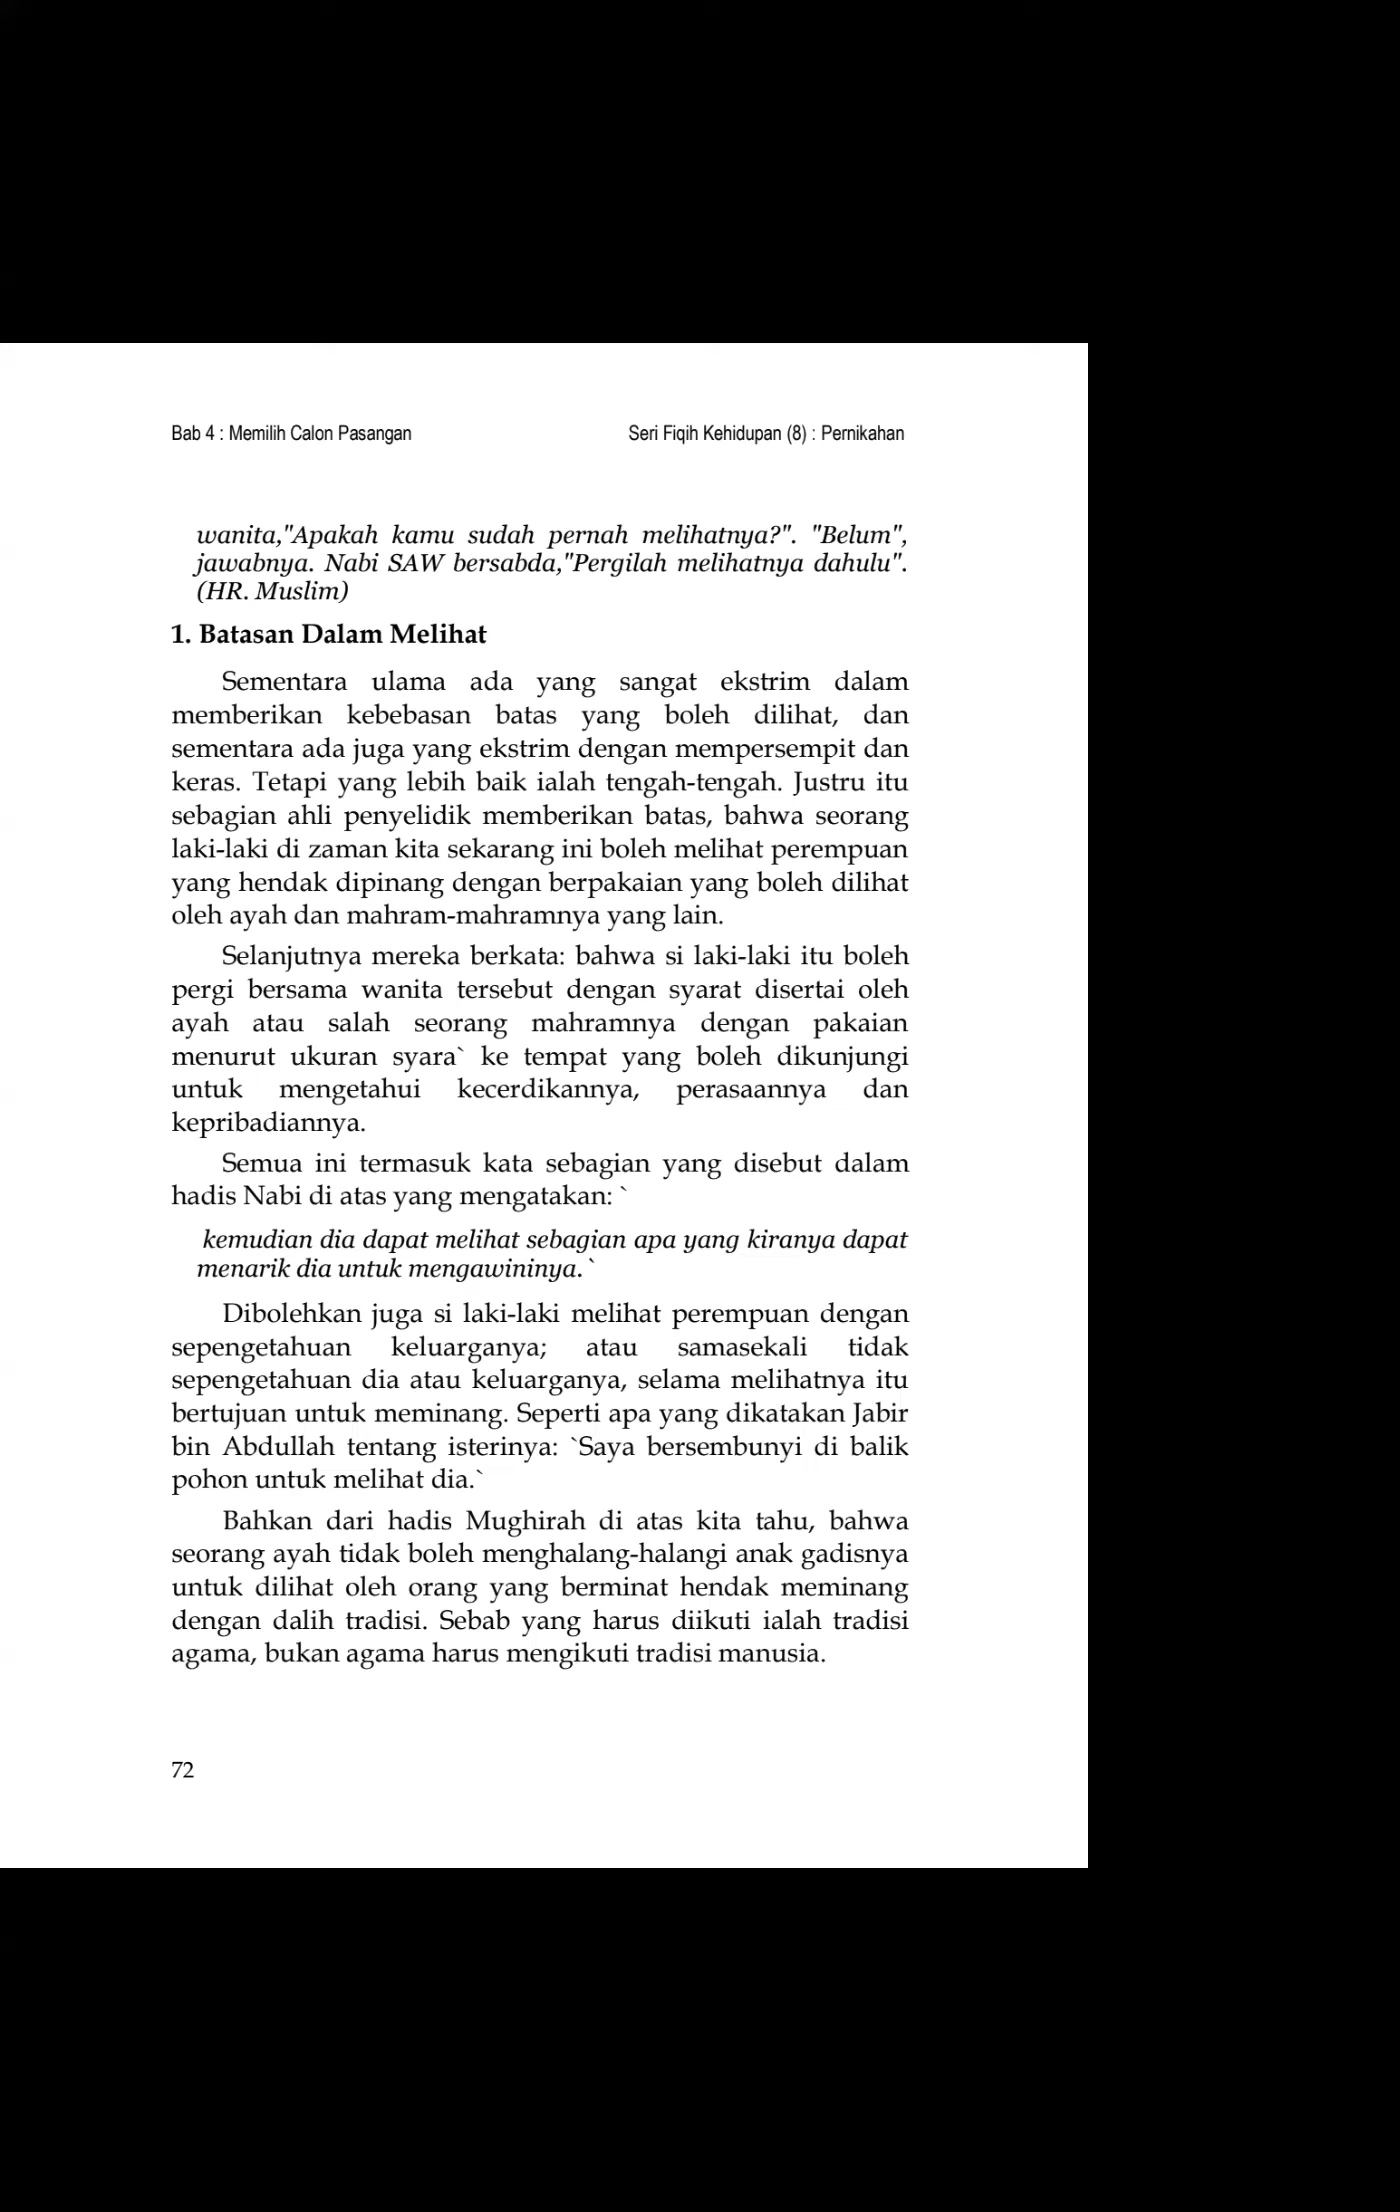 Bab 4 : Memilih Calon Pasangan Seri Fiqih Kehidupan (8) : Pernikahan
wanita,"Apakah kamu sudah pernah melihatnya?". "Belum",
jawabnya. Nabi SAW bersabda,"Pergilah melihatnya dahulu".
(HR. Muslim)
1. Batasan Dalam Melihat
Sementara ulama ada yang sangat ekstrim dalam
memberikan kebebasan batas yang boleh dilihat, dan
sementara ada juga yang ekstrim dengan mempersempit dan
keras. Tetapi yang lebih baik ialah tengah-tengah. Justru itu
sebagian ahli penyelidik memberikan batas, bahwa seorang
laki-laki di zaman kita sekarang ini boleh melihat perempuan
yang hendak dipinang dengan berpakaian yang boleh dilihat
oleh ayah dan mahram-mahramnya yang lain.
Selanjutnya mereka berkata: bahwa si laki-laki itu boleh
pergi bersama wanita tersebut dengan syarat disertai oleh
ayah atau salah seorang mahramnya dengan pakaian
menurut ukuran syara` ke tempat yang boleh dikunjungi
untuk mengetahui kecerdikannya, perasaannya dan
kepribadiannya.
Semua ini termasuk kata sebagian yang disebut dalam
hadis Nabi di atas yang mengatakan: `
kemudian dia dapat melihat sebagian apa yang kiranya dapat
menarik dia untuk mengawininya.`
Dibolehkan juga si laki-laki melihat perempuan dengan
sepengetahuan keluarganya; atau samasekali tidak
sepengetahuan dia atau keluarganya, selama melihatnya itu
bertujuan untuk meminang. Seperti apa yang dikatakan Jabir
bin Abdullah tentang isterinya: `Saya bersembunyi di balik
pohon untuk melihat dia.`
Bahkan dari hadis Mughirah di atas kita tahu, bahwa
seorang ayah tidak boleh menghalang-halangi anak gadisnya
untuk dilihat oleh orang yang berminat hendak meminang
dengan dalih tradisi. Sebab yang harus diikuti ialah tradisi
agama, bukan agama harus mengikuti tradisi manusia.
72